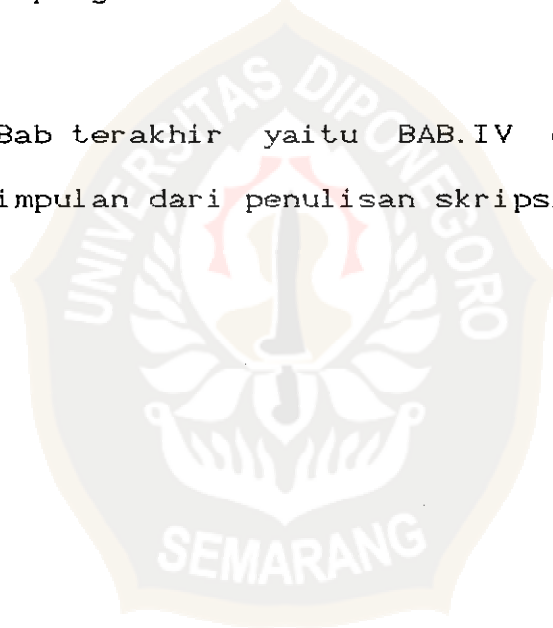 Bab terakhir yaitu BAB.IV
impulan dari penulisan skrips
UNIVERSITAS DIPONEGORO
SEMARANG